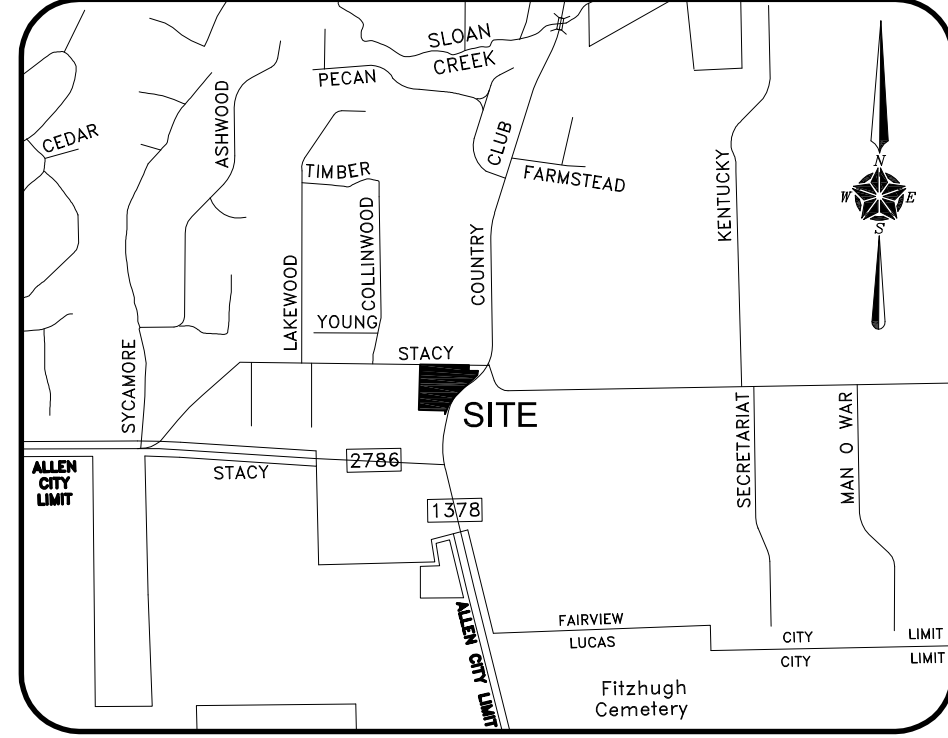 SLOAN
CREEK
PECAN
CEDAR
ASHWOOD
CLUB
FARMSTEAD
TIMBER
N
W
E
S
KENTUCKY
COLLINWOOD
LAKEWOOD
COUNTRY
YOUNG
STACY
SYCAMORE
SITE
ALLEN
CITY
LIMIT
STACY
2786
1378
SECRETARIAT
MAN O WAR
ALLEN CITY LIMIT
FAIRVIEW
LUCAS
CITY
LIMIT
CITY
LIMIT
Fitzhugh
Cemetery